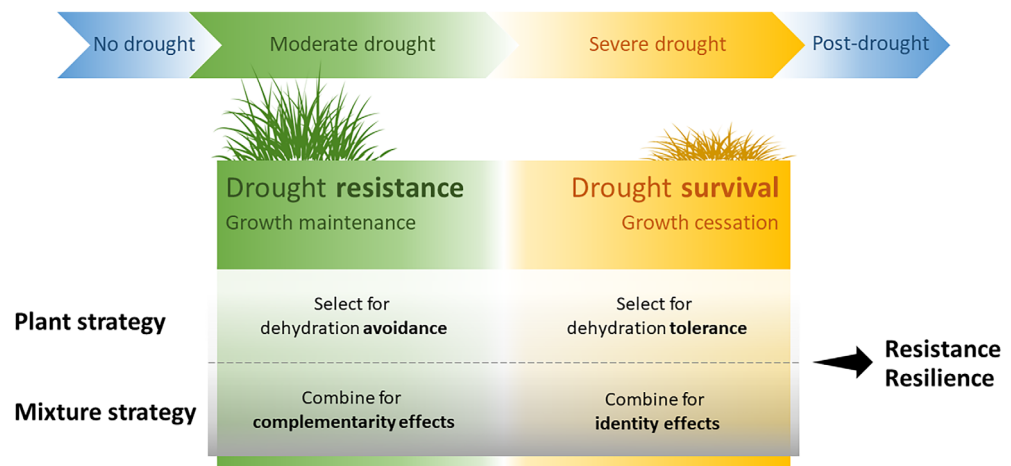 No drought
Moderate drought
Severe drought
Post-drought
Drought resistance
Growth maintenance
Drought survival
Growth cessation
Plant strategy
Select for
dehydration avoidance
Select for
dehydration tolerance
Mixture strategy
Combine for
complementarity effects
Combine for
identity effects
Resistance
Resilience